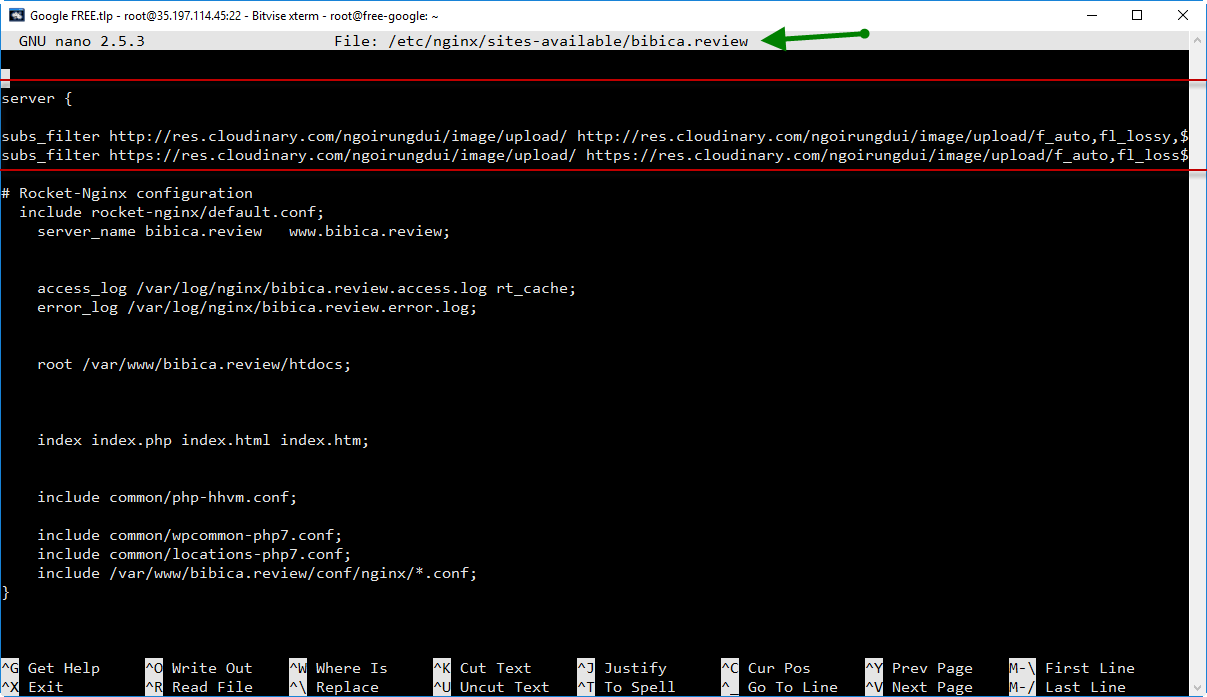 Google FREE.tlp - root@35.197.114.45:22 - Bitvise xterm - root@free-google: ~
GNU nano 2.5.3 File: /etc/nginx/sites-available/bibica.review
server {
subs_filter http://res.cloudinary.com/ngoirungdui/image/upload/ http://res.cloudinary.com/ngoirungdui/image/upload/f_auto,fl_lossy,$
subs_filter https://res.cloudinary.com/ngoirungdui/image/upload/ https://res.cloudinary.com/ngoirungdui/image/upload/f_auto,fl_loss$
# Rocket-Nginx configuration
include rocket-nginx/default.conf;
server_name bibica.review www.bibica.review;
access_log /var/log/nginx/bibica.review.access.log rt_cache;
error_log /var/log/nginx/bibica.review.error.log;
root /var/www/bibica.review/htdocs;
index index.php index.html index.htm;
include common/php-hhvm.conf;
include common/wpcommon-php7.conf;
include common/locations-php7.conf;
include /var/www/bibica.review/conf/nginx/*.conf;
}
^G Get Help ^O Write Out ^W Where Is ^K Cut Text ^J Justify ^C Cur Pos ^Y Prev Page M-\ First Line
^X Exit ^R Read File ^\ Replace ^U Uncut Text ^T To Spell ^_ Go To Line ^V Next Page M-/ Last Line